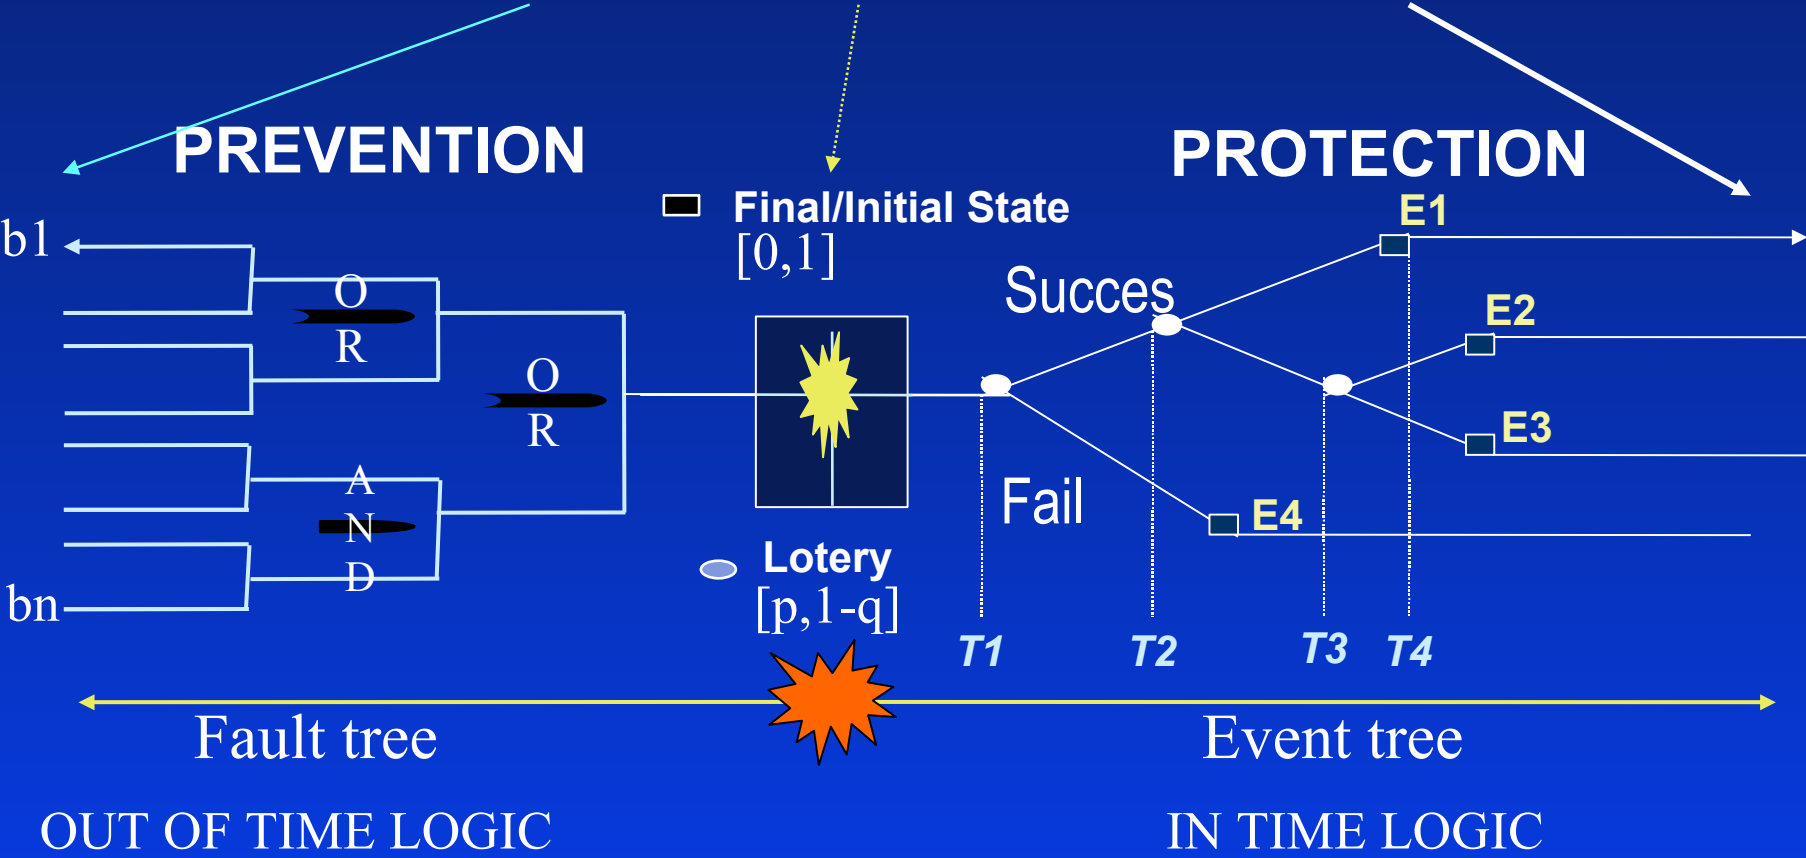 PREVENTION
PROTECTION
Final/Initial State
[0,1]
E1
b1
Succes
O
R
E2
O
R
E3
A
N
D
Fail
E4
Lotery
[p,1-q]
bn
T1 T2 T3 T4
Fault tree
Event tree
OUT OF TIME LOGIC
IN TIME LOGIC